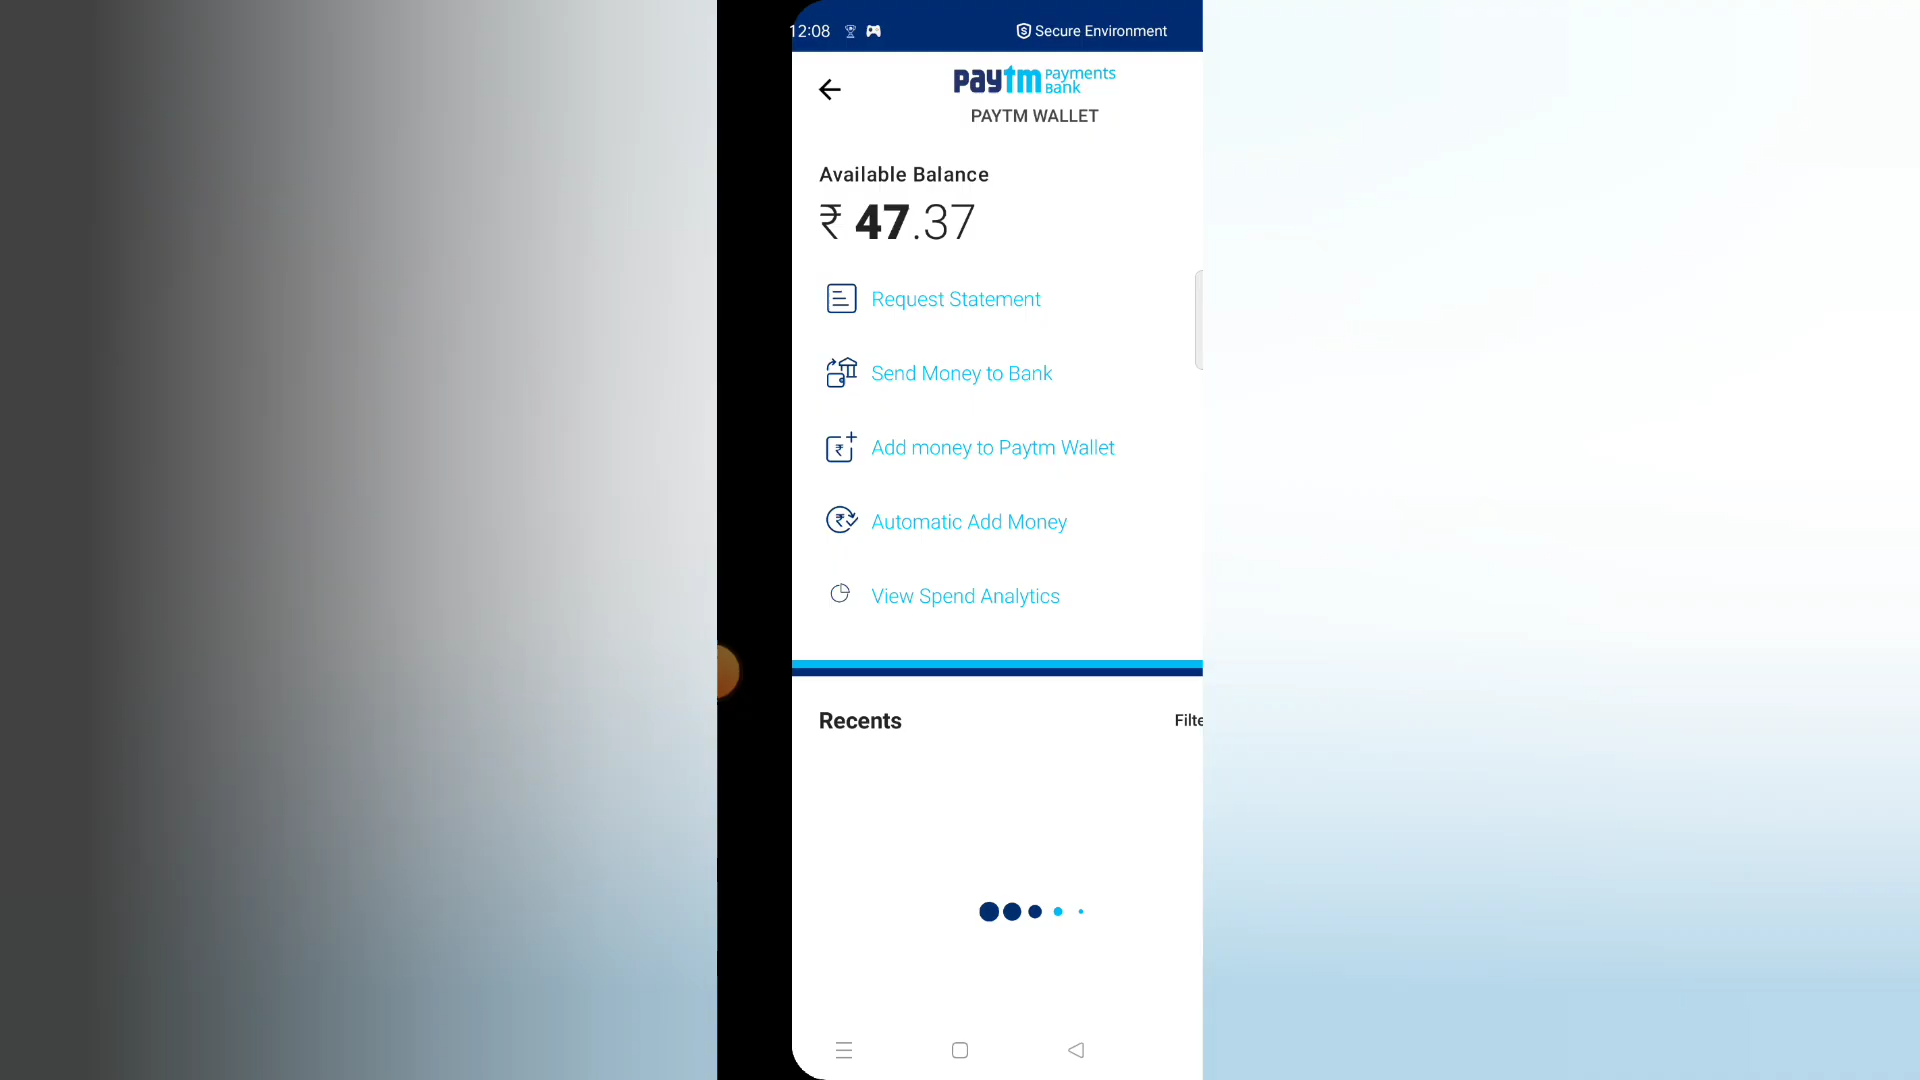 12:08 Secure Environment
paytm Payments Bank
PAYTM WALLET
Available Balance
₹ 47.37
Request Statement
Send Money to Bank
Add money to Paytm Wallet
Automatic Add Money
View Spend Analytics
Recents Filte